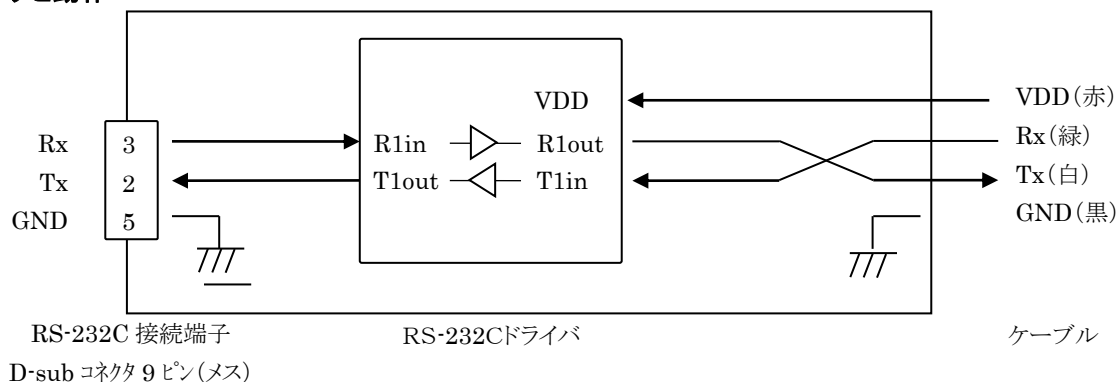 VDD
VDD(赤)
Rx
3
R1in
R1out
Rx(緑)
Tx
2
T1out
T1in
Tx(白)
GND
5
GND(黒)
RS-232C 接続端子
RS-232Cドライバ
ケーブル
D-sub コネクタ 9 ピン(メス)